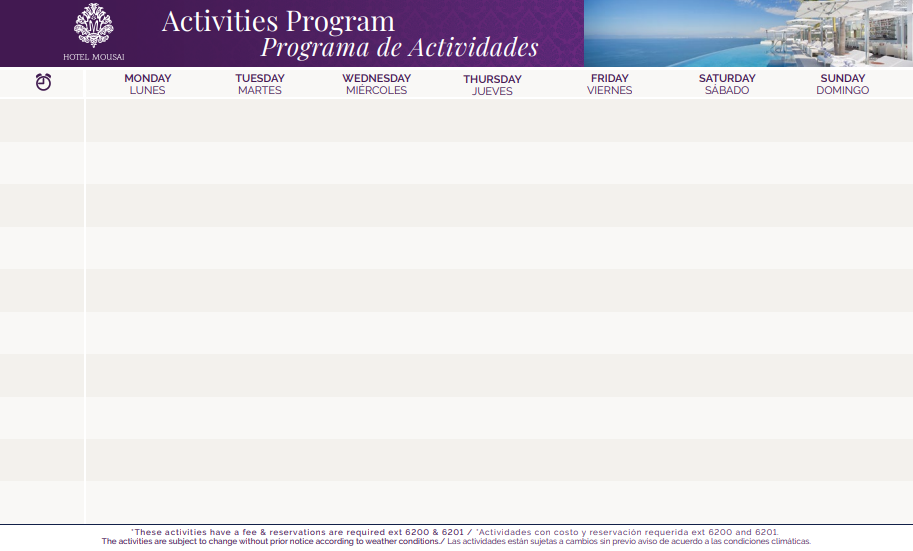 Activities Program
Programa de Actividades
HOTEL MOUSAI
MONDAY TUESDAY WEDNESDAY THURSDAY FRIDAY SATURDAY SUNDAY
LUNES MARTES MIÉRCOLES JUEVES VIERNES SÁBADO DOMINGO
*These activities have a fee & reservations are required ext 6200 & 6201 / *Actividades con costo y reservación requerida ext 6200 and 6201.
The activities are subject to change without prior notice according to weather conditions./ Las actividades están sujetas a cambios sin previo aviso de acuerdo a las condiciones climáticas.